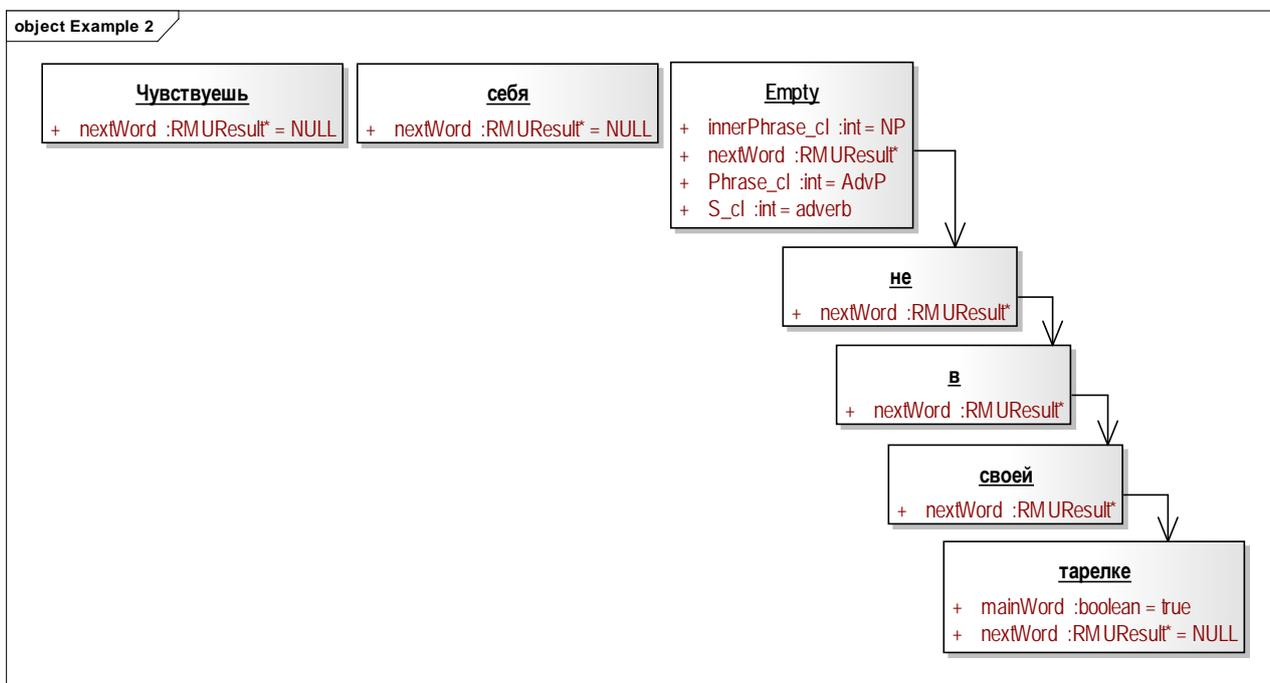 object Example 2
Чувствуешь
+ nextWord :RMUResult* = NULL
себя
+ nextWord :RMUResult* = NULL
Empty
+ innerPhrase_cl :int = NP
+ nextWord :RMUResult*
+ Phrase_cl :int = AdvP
+ S_cl :int = adverb
не
+ nextWord :RMUResult*
в
+ nextWord :RMUResult*
своей
+ nextWord :RMUResult*
тарелке
+ mainWord :boolean = true
+ nextWord :RMUResult* = NULL